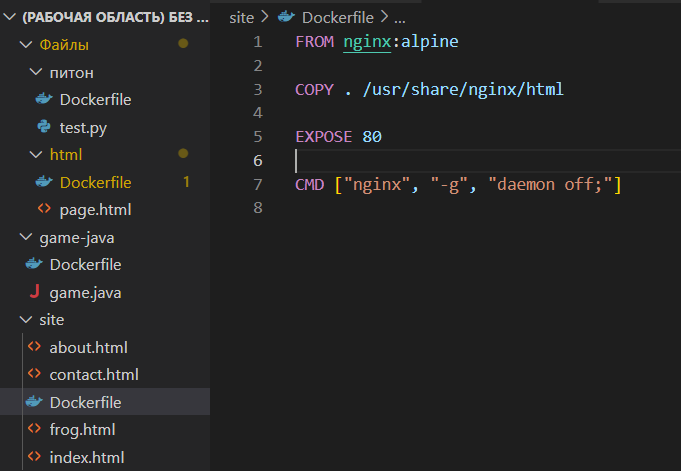 (РАБОЧАЯ ОБЛАСТЬ) БЕЗ ...
Файлы
питон
Dockerfile
test.py
html
Dockerfile 1
page.html
game-java
Dockerfile
J game.java
site
about.html
contact.html
Dockerfile
frog.html
index.html
site > Dockerfile > ...
1 FROM nginx:alpine
2
3 COPY . /usr/share/nginx/html
4
5 EXPOSE 80
6
7 CMD ["nginx", "-g", "daemon off;"]
8